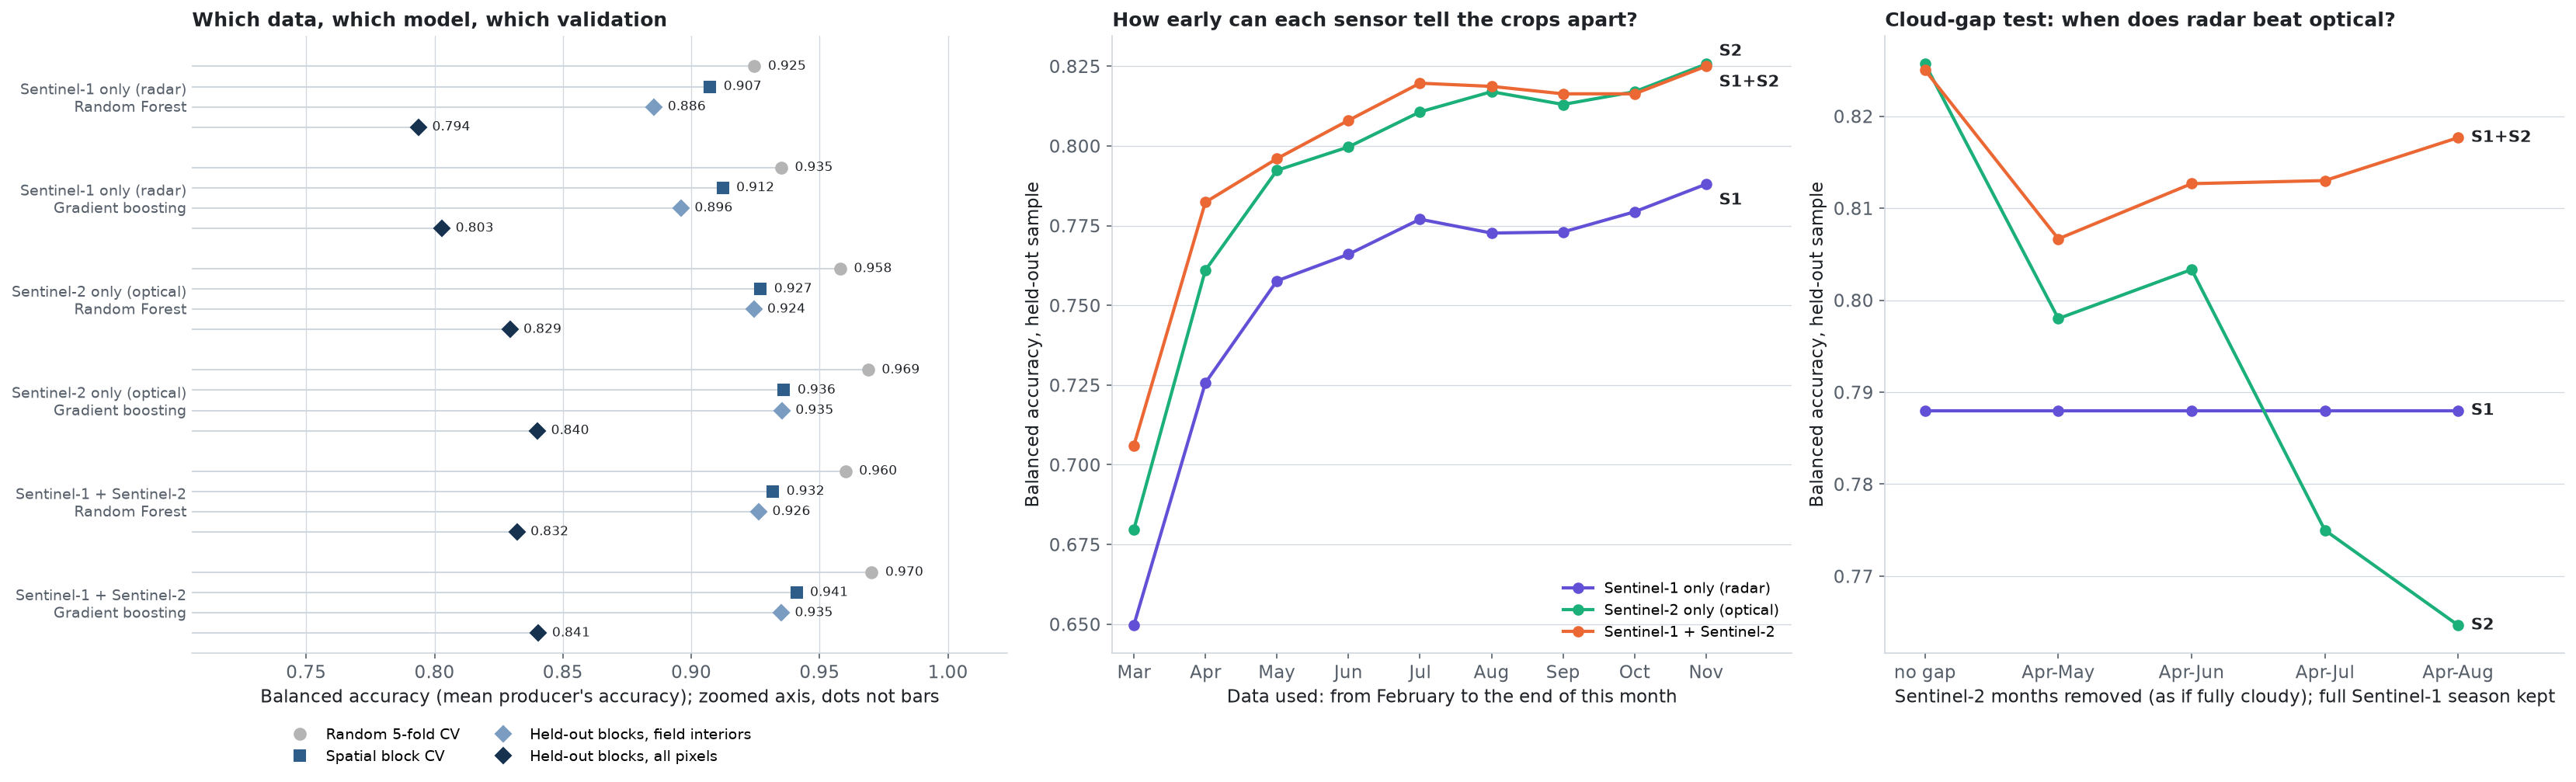 Which data, which model, which validation
0.925
Sentinel-1 only (radar)
Random Forest
0.907
0.886
0.794
0.935
Sentinel-1 only (radar)
Gradient boosting
0.912
0.896
0.803
0.958
Sentinel-2 only (optical)
Random Forest
0.927
0.924
0.829
0.969
Sentinel-2 only (optical)
Gradient boosting
0.936
0.935
0.840
0.960
Sentinel-1 + Sentinel-2
Random Forest
0.932
0.926
0.832
0.970
Sentinel-1 + Sentinel-2
Gradient boosting
0.941
0.935
0.841
0.75 0.80 0.85 0.90 0.95 1.00
Balanced accuracy (mean producer's accuracy); zoomed axis, dots not bars
Random 5-fold CV
Spatial block CV
Held-out blocks, field interiors
Held-out blocks, all pixels
How early can each sensor tell the crops apart?
Balanced accuracy, held-out sample
0.825
0.800
0.775
0.750
0.725
0.700
0.675
0.650
S2
S1+S2
S1
Sentinel-1 only (radar)
Sentinel-2 only (optical)
Sentinel-1 + Sentinel-2
Mar Apr May Jun Jul Aug Sep Oct Nov
Data used: from February to the end of this month
Cloud-gap test: when does radar beat optical?
Balanced accuracy, held-out sample
0.82
0.81
0.80
0.79
0.78
0.77
S1+S2
S1
S2
no gap Apr-May Apr-Jun Apr-Jul Apr-Aug
Sentinel-2 months removed (as if fully cloudy); full Sentinel-1 season kept